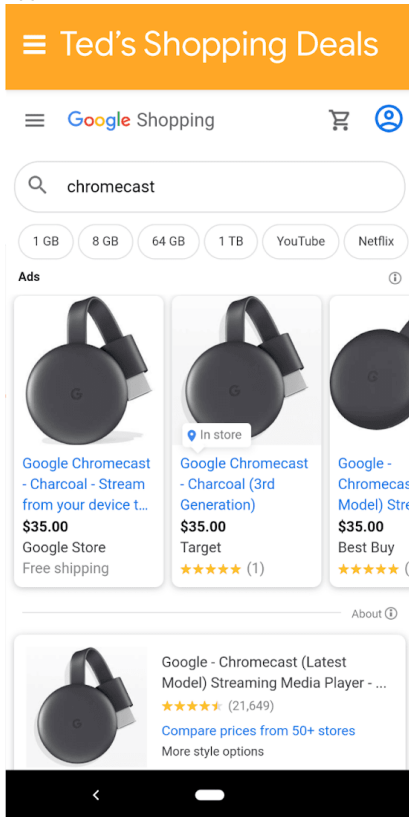 Ted's Shopping Deals
Google Shopping
chromecast
1 GB
8 GB
64 GB
1 TB
YouTube
Netflix
Ads
G
G
G
In store
Google Chromecast
- Charcoal - Stream
from your device t...
$35.00
Google Store
Free shipping
Google Chromecast
- Charcoal (3rd
Generation)
$35.00
Target
(1)
Google -
Chromecas
Model) Stre
$35.00
Best Buy
(
About
G
Google - Chromecast (Latest
Model) Streaming Media Player - ...
(21,649)
Compare prices from 50+ stores
More style options